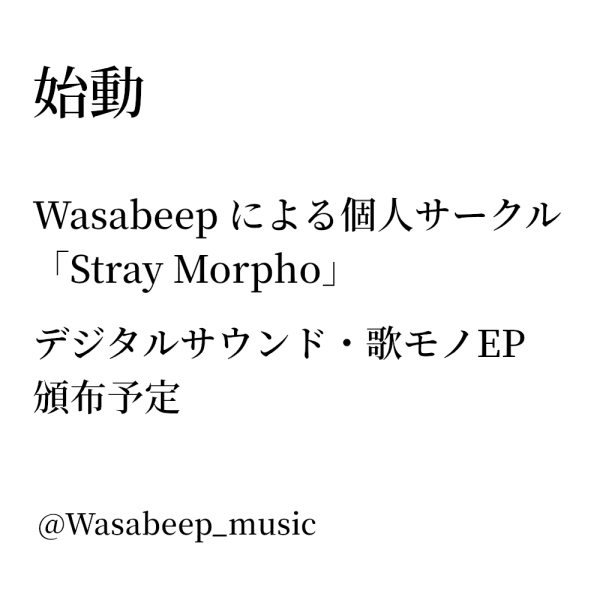 始動
Wasabeep による個人サークル
「Stray Morpho」
デジタルサウンド・歌モノEP
頒布予定
@Wasabeep_music